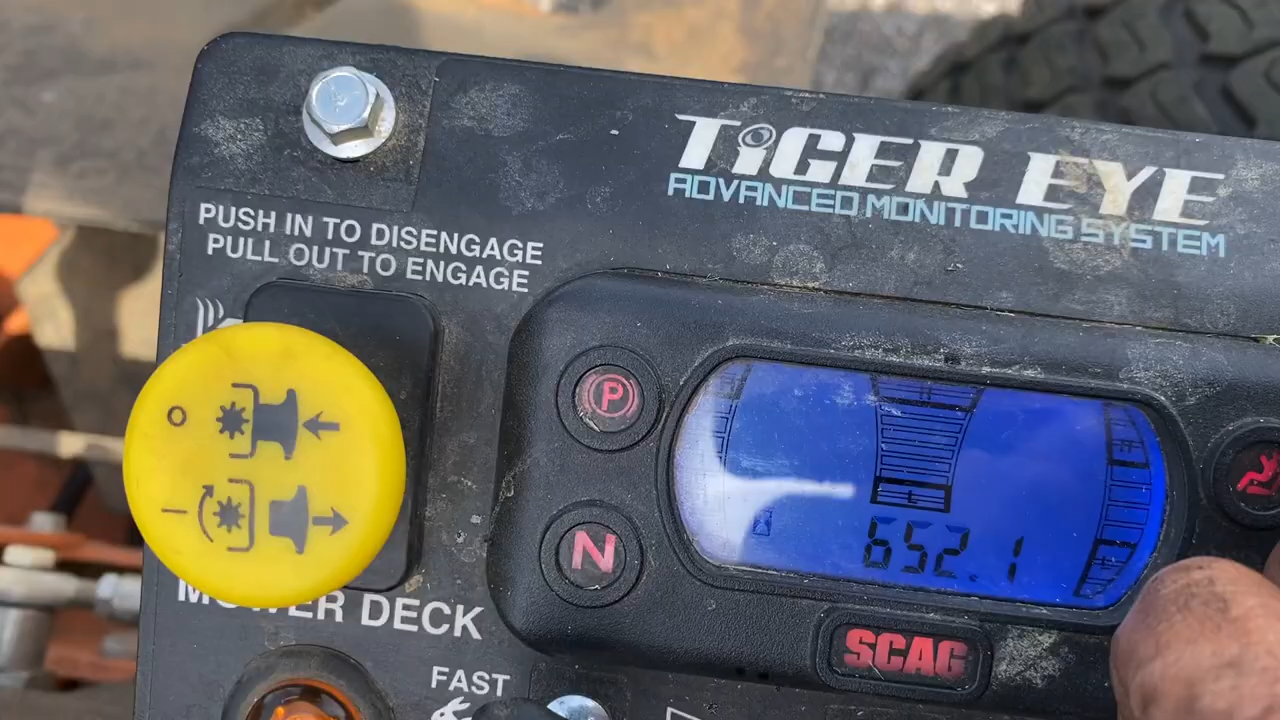 TiGER EYE
ADVANCED MONITORING SYSTEM
PUSH IN TO DISENGAGE
PULL OUT TO ENGAGE
P
N
652.1
MOWER DECK
SCAG
FAST